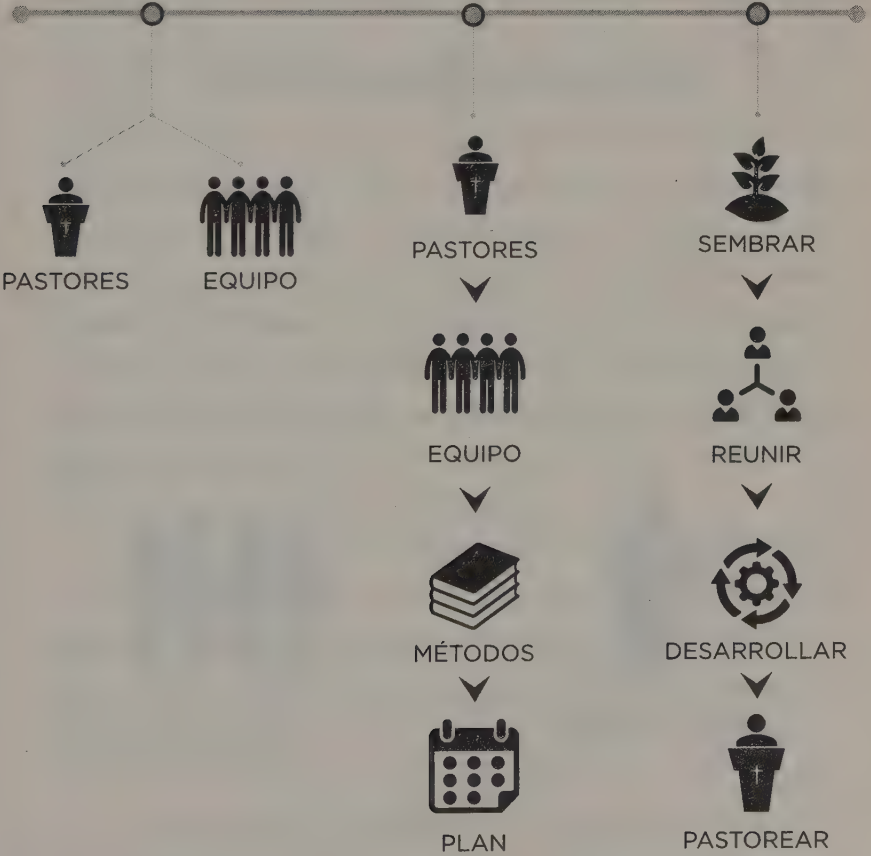 PASTORES
EQUIPO
PASTORES
EQUIPO
MÉTODOS
PLAN
SEMBRAR
REUNIR
DESARROLLAR
PASTOREAR